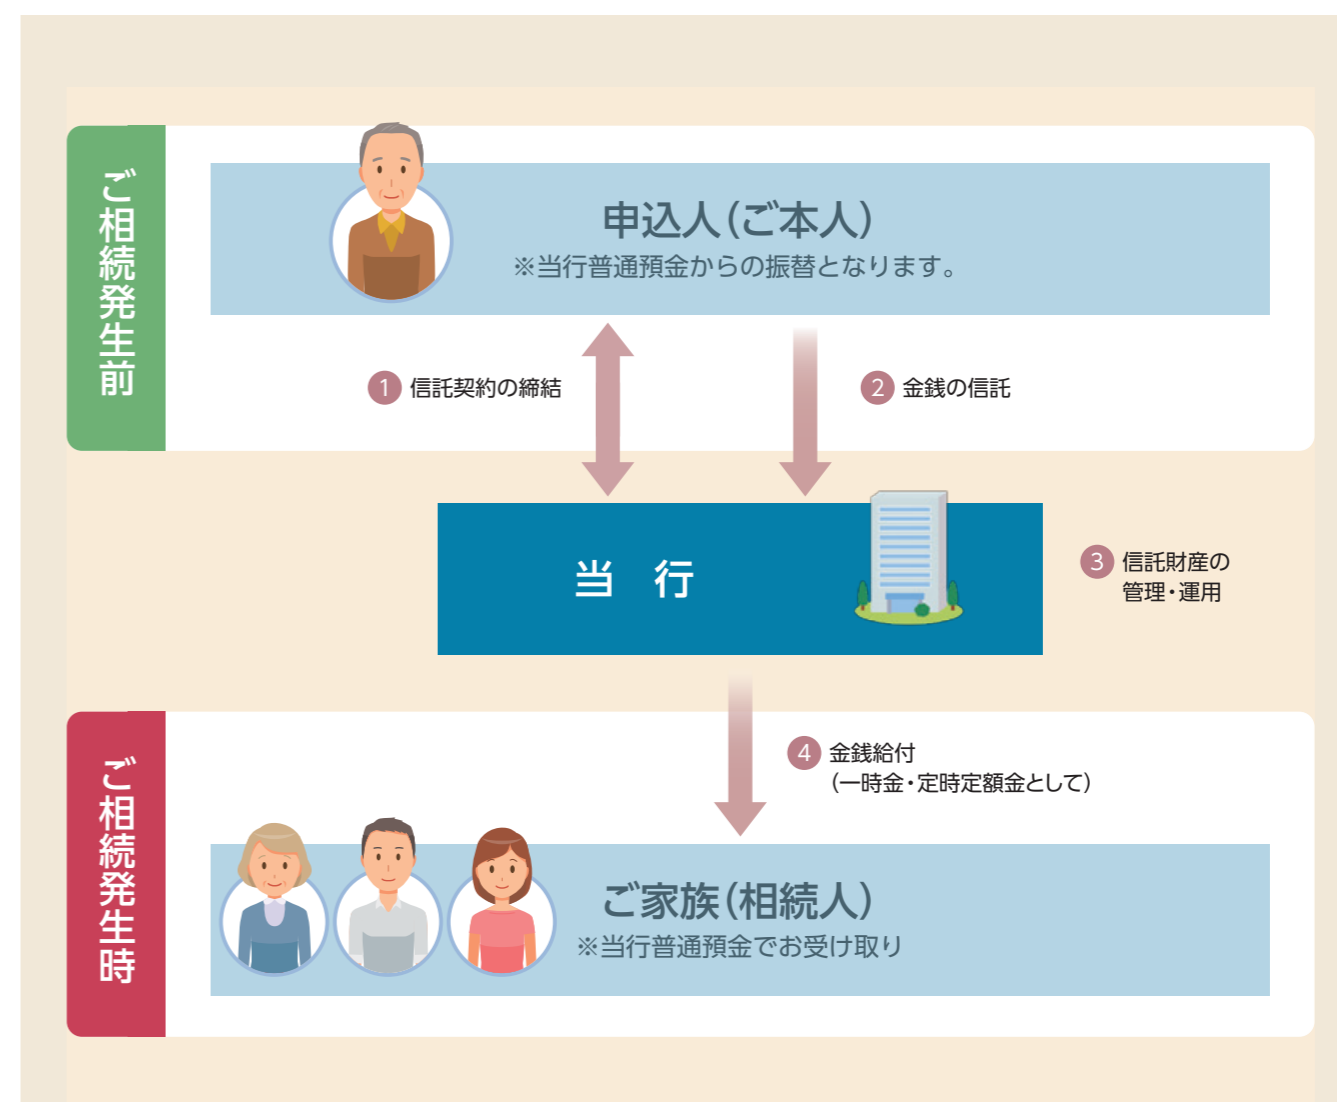 ご相続発生前
申込人（ご本人）
※当行普通預金からの振替となります。
1 信託契約の締結
2 金銭の信託
当 行
3 信託財産の
管理・運用
ご相続発生時
4 金銭給付
（一時金・定時定額金として）
ご家族（相続人）
※当行普通預金でお受け取り